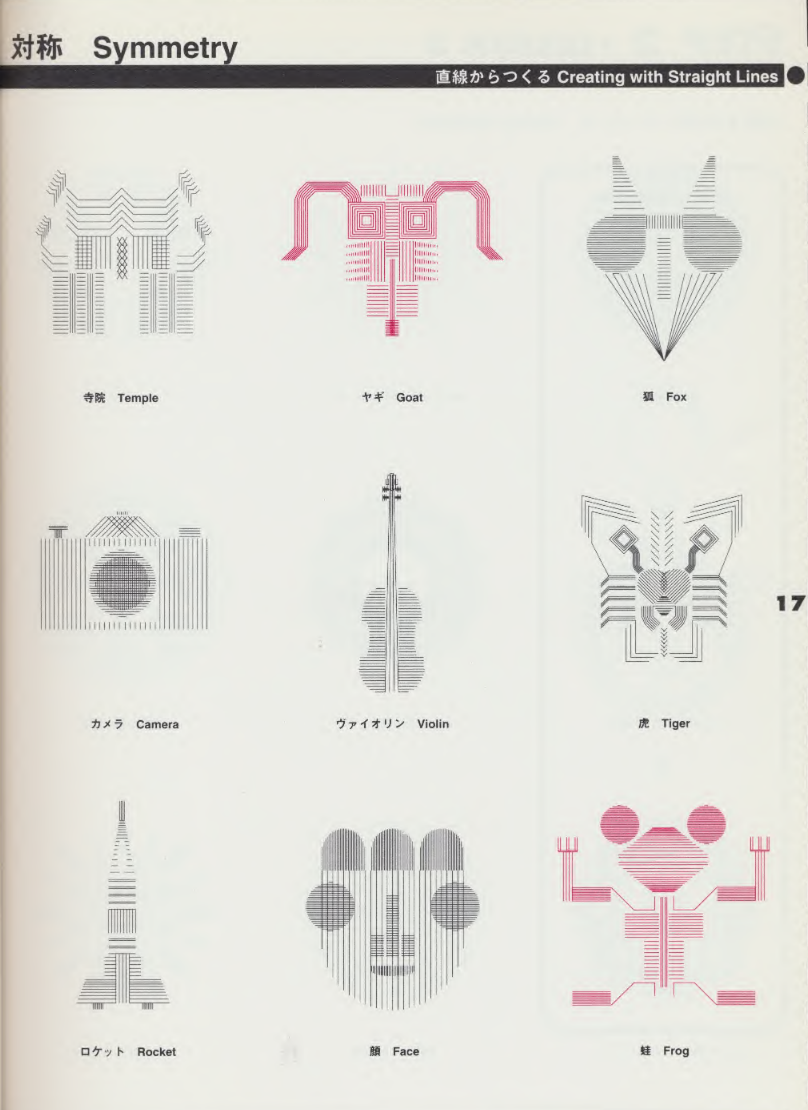 対称 Symmetry
直線からつくる Creating with Straight Lines
寺院 Temple
ヤギ Goat
狐 Fox
17
カメラ Camera
ヴァイオリン Violin
虎 Tiger
ロケット Rocket
顔 Face
蛙 Frog